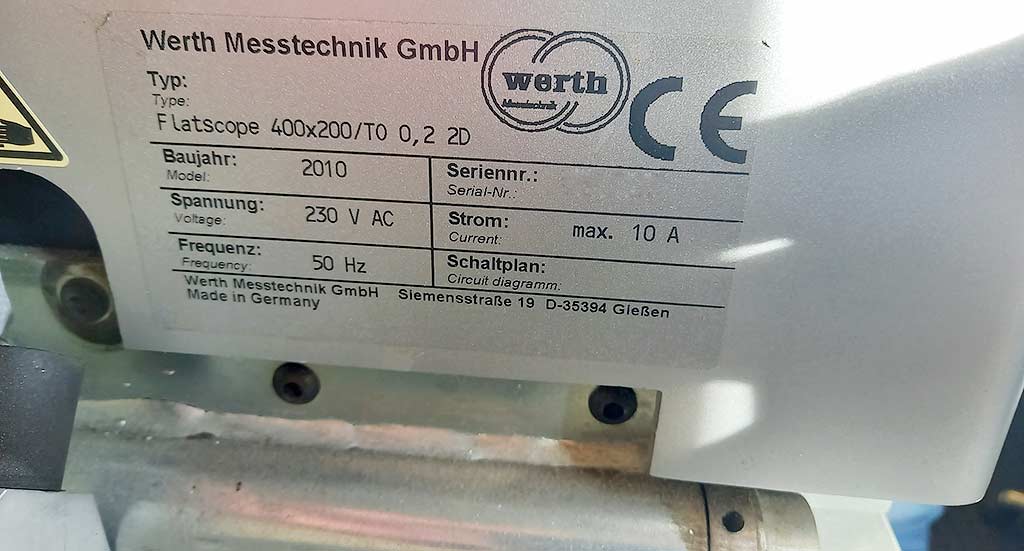 Werth Messtechnik GmbH
werth
Messtechnik
CE
Typ:
Type:
Flatscope 400x200/T0 0,2 2D
Baujahr: 2010
Model:
Seriennr.:
Serial-Nr.:
Spannung: 230 V AC
Voltage:
Strom: max. 10 A
Current:
Frequenz: 50 Hz
Frequency:
Schaltplan:
Circuit diagramm:
Werth Messtechnik GmbH Siemensstraße 19 D-35394 Gießen
Made in Germany